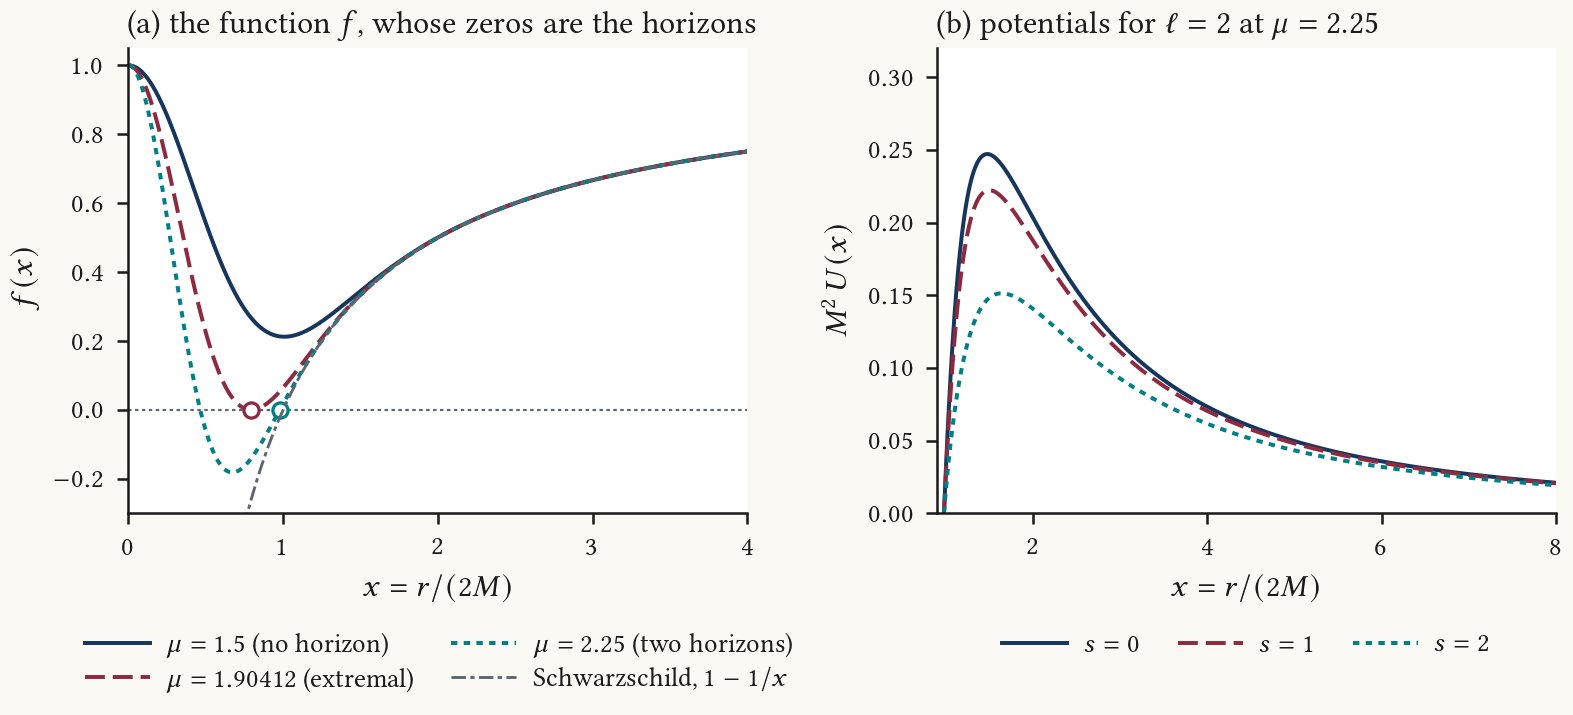 (a) the function f, whose zeros are the horizons
1.0
0.8
0.6
0.4
0.2
0.0
−0.2
f(x)
0
1
2
3
4
x = r/(2M)
μ = 1.5 (no horizon)
μ = 1.90412 (extremal)
μ = 2.25 (two horizons)
Schwarzschild, 1 − 1/x
(b) potentials for ℓ = 2 at μ = 2.25
0.30
0.25
0.20
0.15
0.10
0.05
0.00
M² U(x)
2
4
6
8
x = r/(2M)
s = 0
s = 1
s = 2